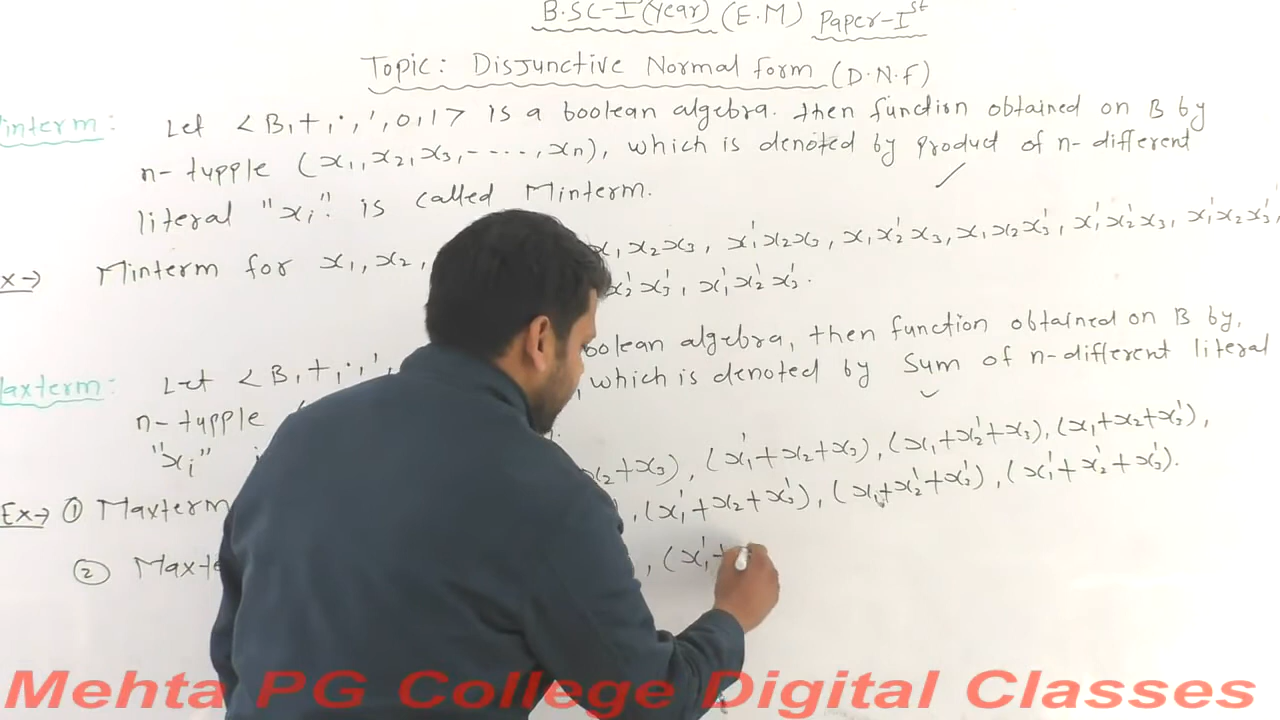 B.SC-I (Year) (E.M) Paper-Ist
Topic: Disjunctive Normal form (D.N.F)
interm: Let <B,+,·,',0,1> is a boolean algebra. then function obtained on B by
n-tupple (x₁,x₂,x₃,-----,xn), which is denoted by product of n-different
literal "xi". is called Minterm.
x→ Minterm for x₁, x₂, x₁x₂x₃, x₁'x₂x₃, x₁x₂'x₃, x₁x₂x₃', x₁'x₂'x₃, x₁'x₂x₃',
x₂'x₃', x₁'x₂'x₃'.
axterm: Let <B,+,·,' oolean algebra, then function obtained on B by,
n-tupple ( , which is denoted by Sum of n-different literal
"xi" i
x₂+x₃), (x₁'+x₂+x₃), (x₁+x₂'+x₃), (x₁+x₂+x₃'),
Ex→ ① Maxterm , (x₁'+x₂+x₃'), (x₁+x₂'+x₃'), (x₁'+x₂'+x₃').
② Maxte , (x₁'+
Mehta PG College Digital Classes